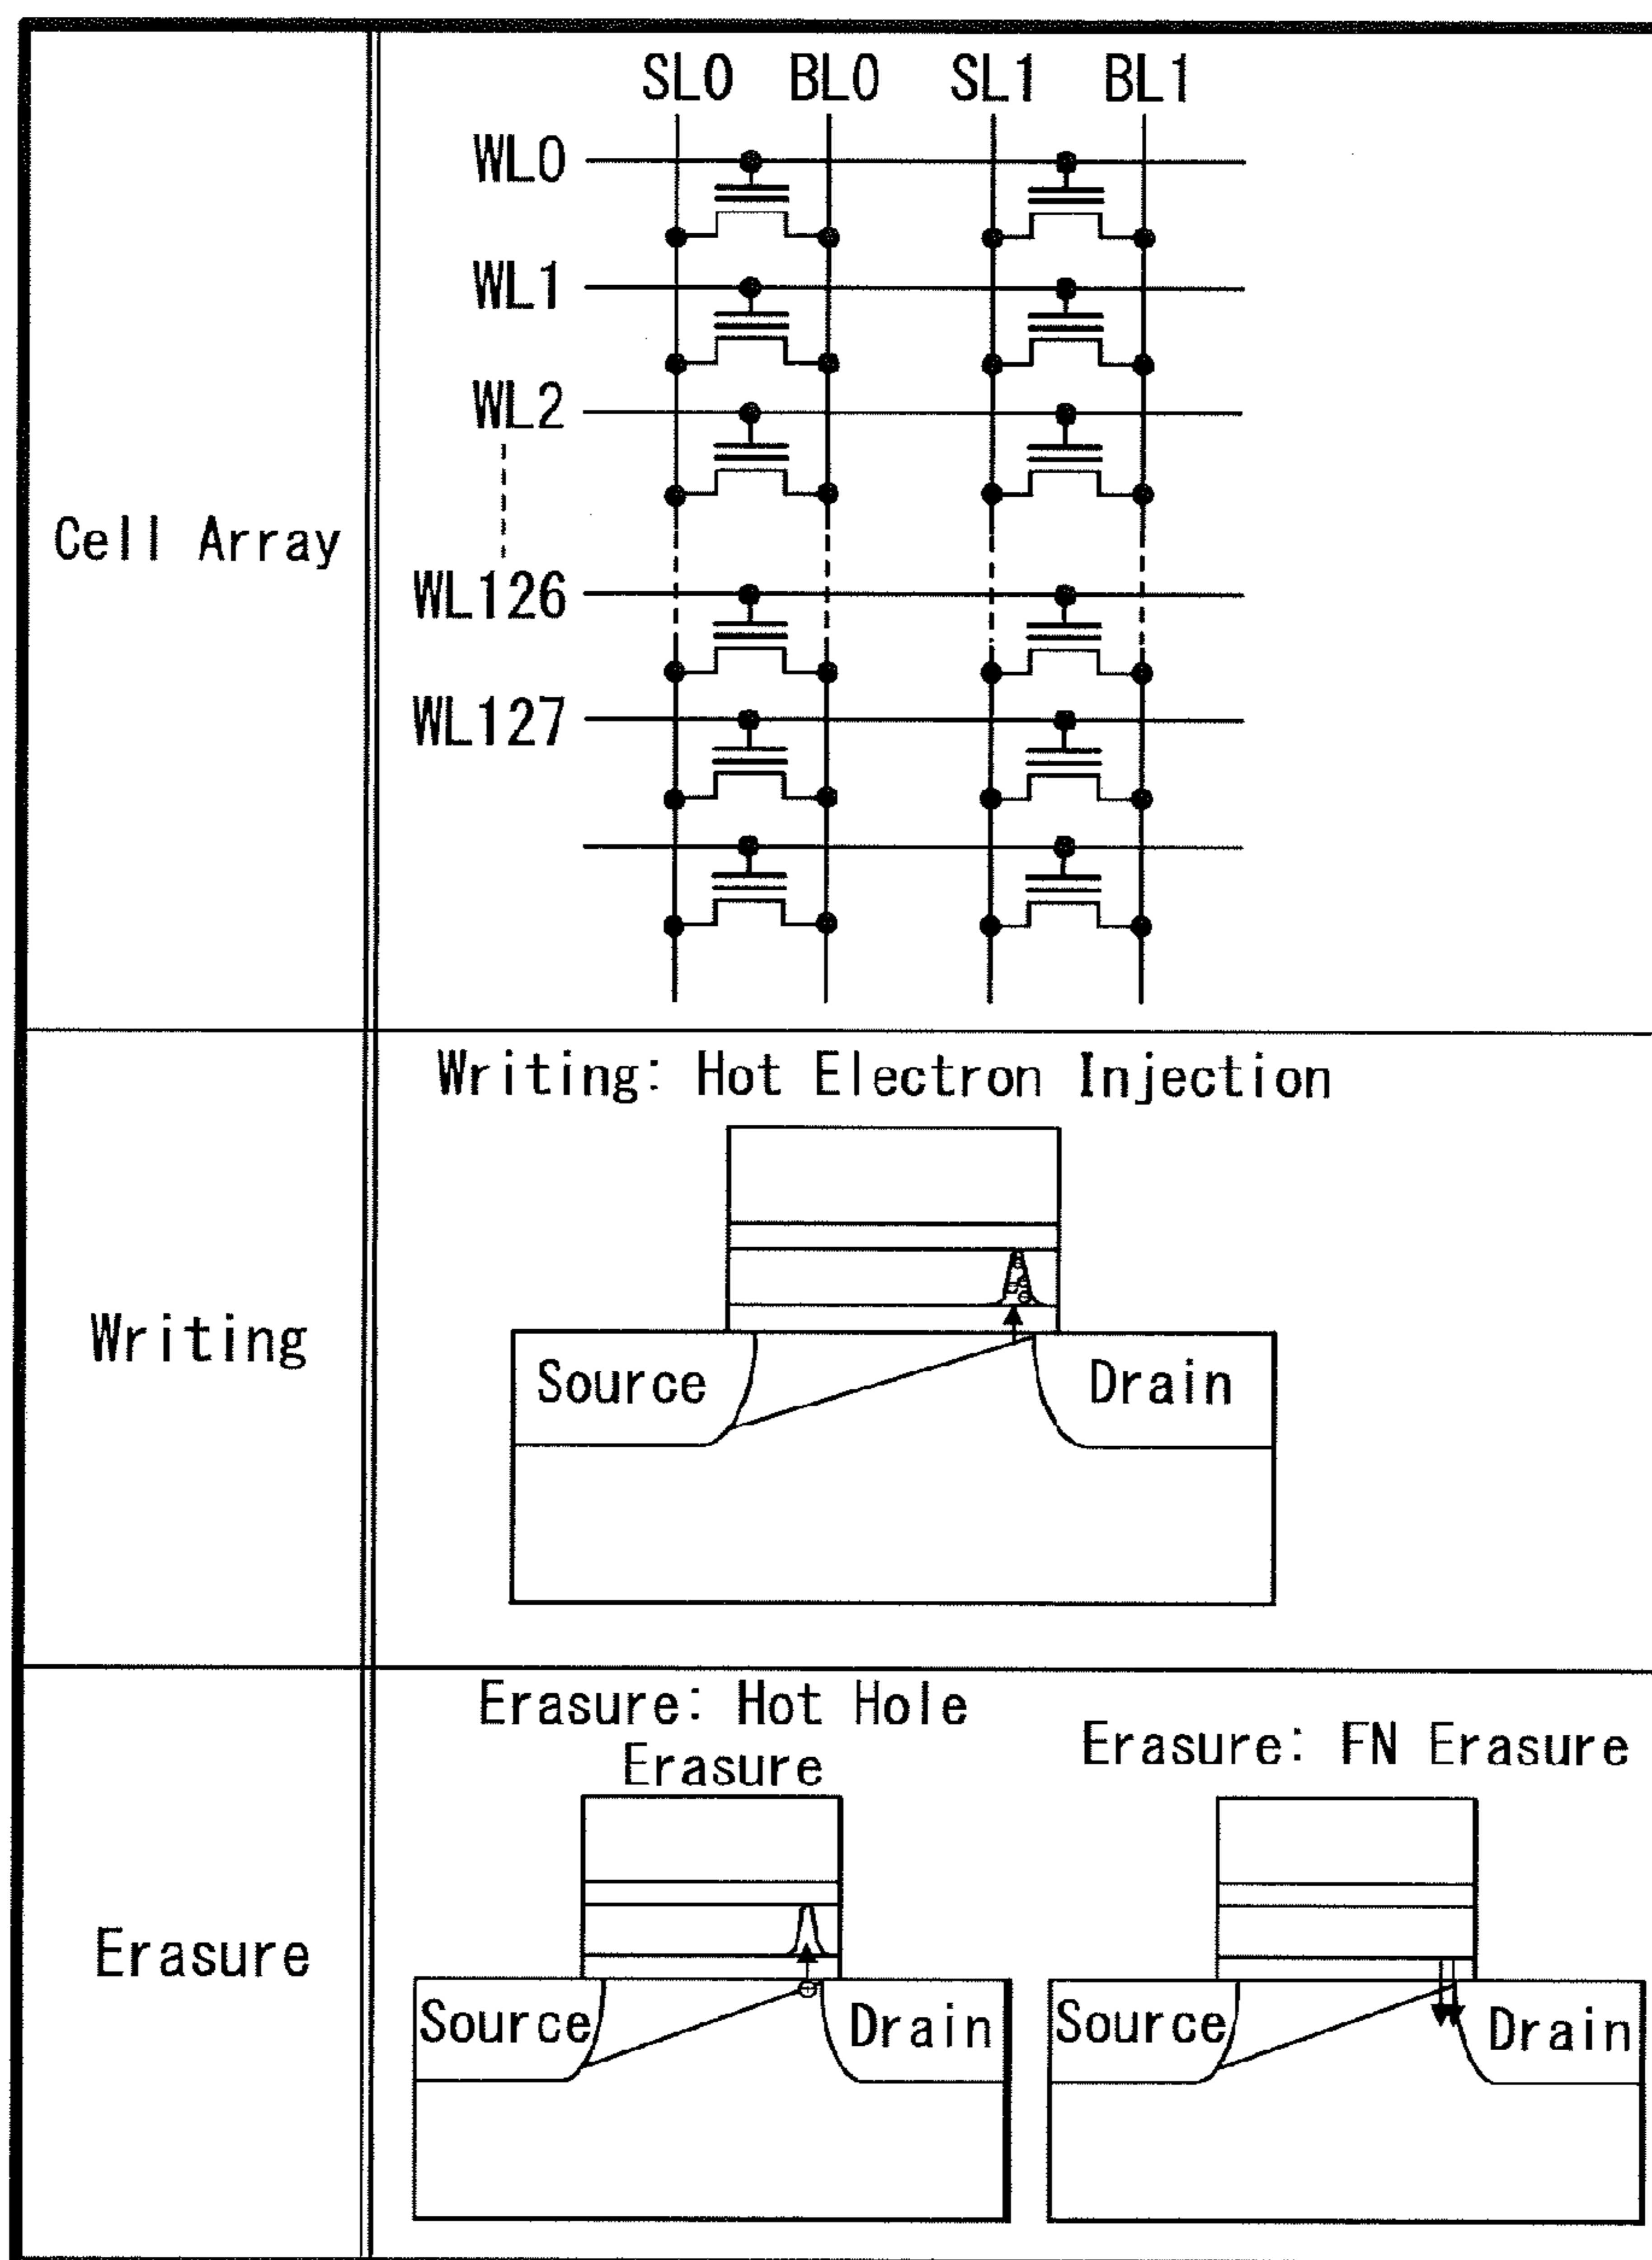 SL0 BL0 SL1 BL1
WL0
WL1
WL2
Cell Array
WL126
WL127
Writing: Hot Electron Injection
Writing
Source
Drain
Erasure: Hot Hole
Erasure
Erasure: FN Erasure
Erasure
Source
Drain
Source
Drain